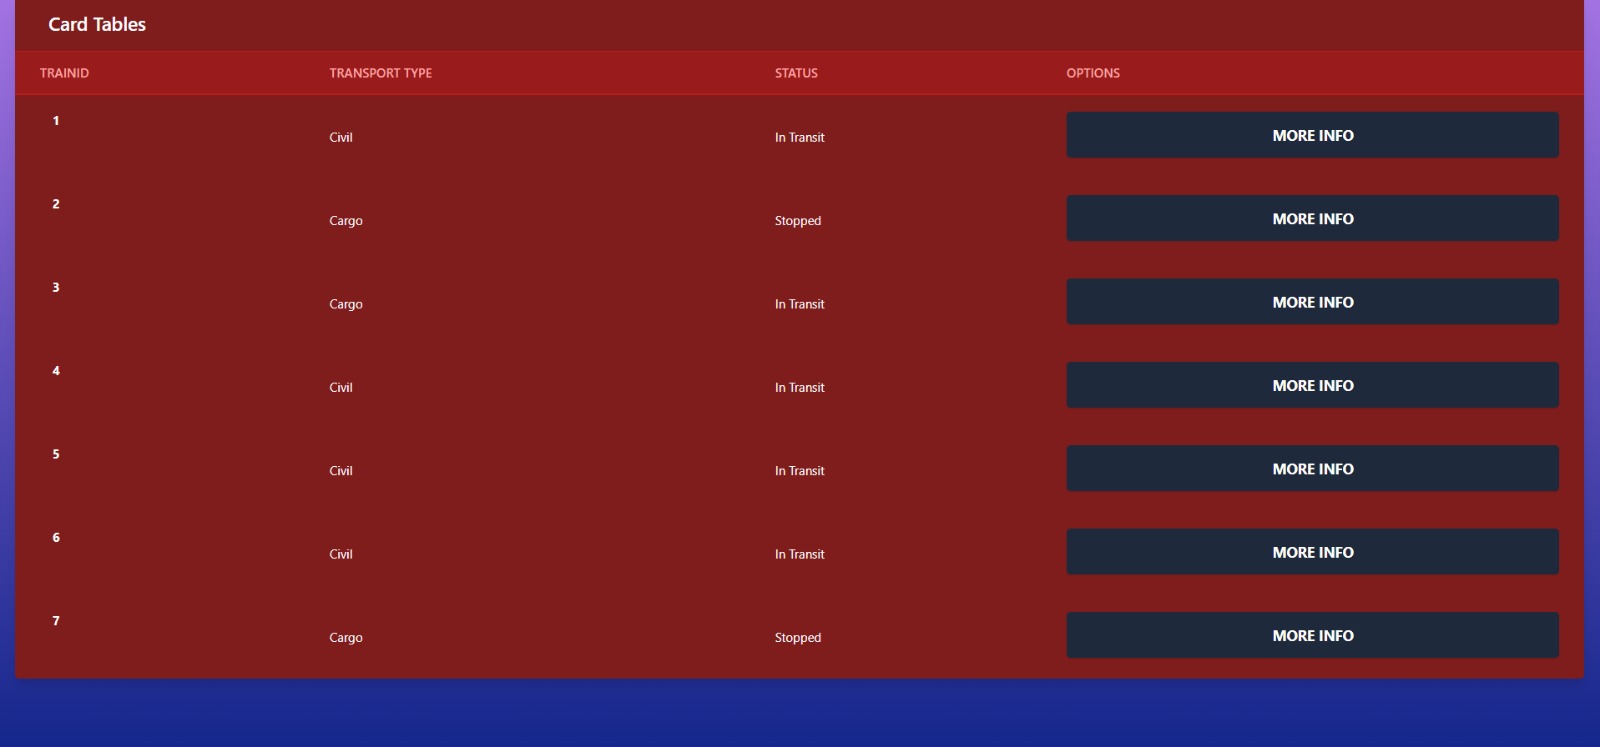 Card Tables
TRAINID TRANSPORT TYPE STATUS OPTIONS
1 Civil In Transit MORE INFO
2 Cargo Stopped MORE INFO
3 Cargo In Transit MORE INFO
4 Civil In Transit MORE INFO
5 Civil In Transit MORE INFO
6 Civil In Transit MORE INFO
7 Cargo Stopped MORE INFO